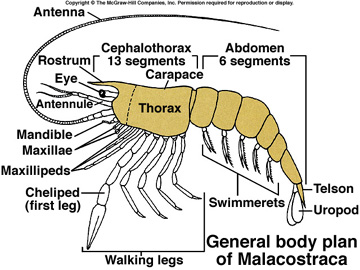 Copyright © The McGraw-Hill Companies, Inc. Permission required for reproduction or display.
Antenna
Cephalothorax
13 segments
Abdomen
6 segments
Rostrum
Carapace
Eye
Antennule
Thorax
Mandible
Maxillae
Maxillipeds
Cheliped
(first leg)
Telson
Swimmerets
Uropod
Walking legs
General body plan
of Malacostraca